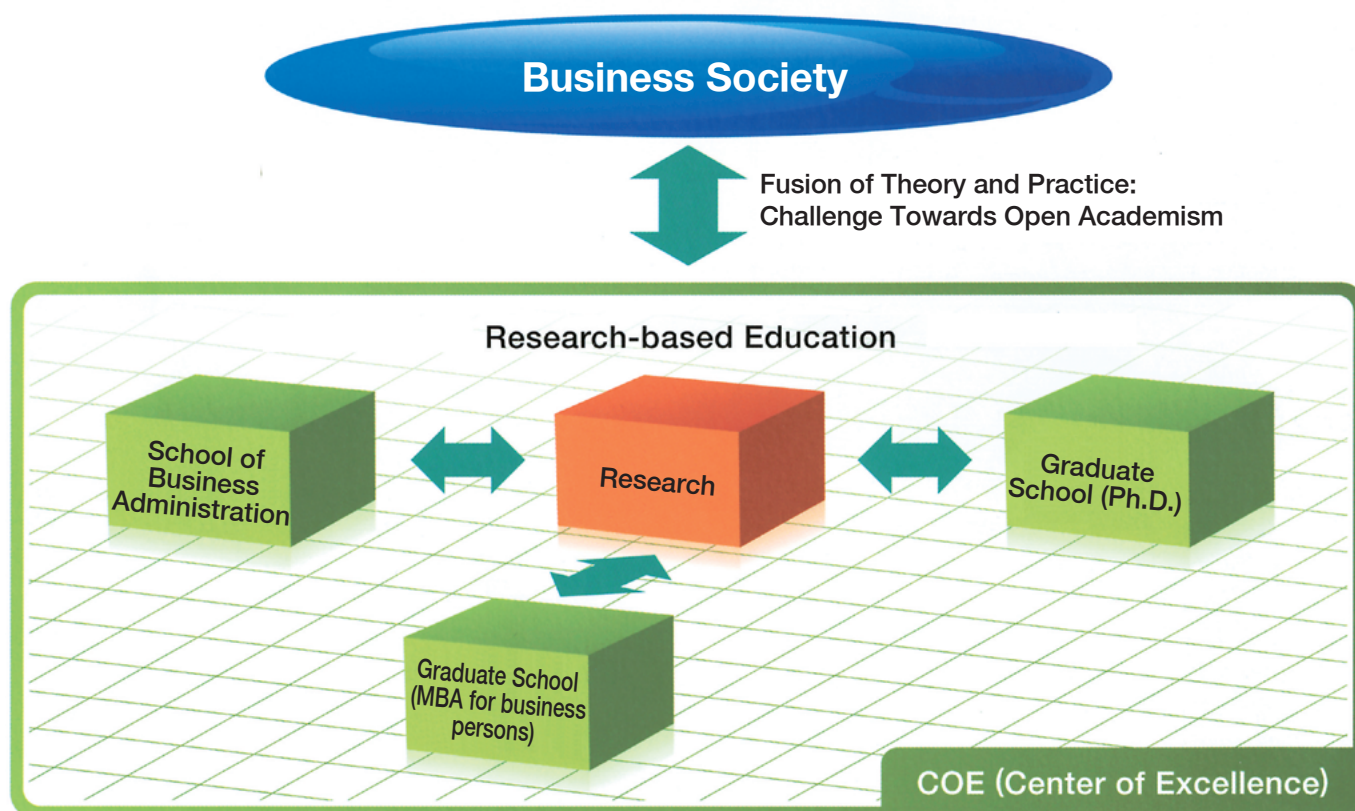 Business Society
Fusion of Theory and Practice:
Challenge Towards Open Academism
Research-based Education
School of
Business
Administration
Research
Graduate
School (Ph.D.)
Graduate School
(MBA for business
persons)
COE (Center of Excellence)